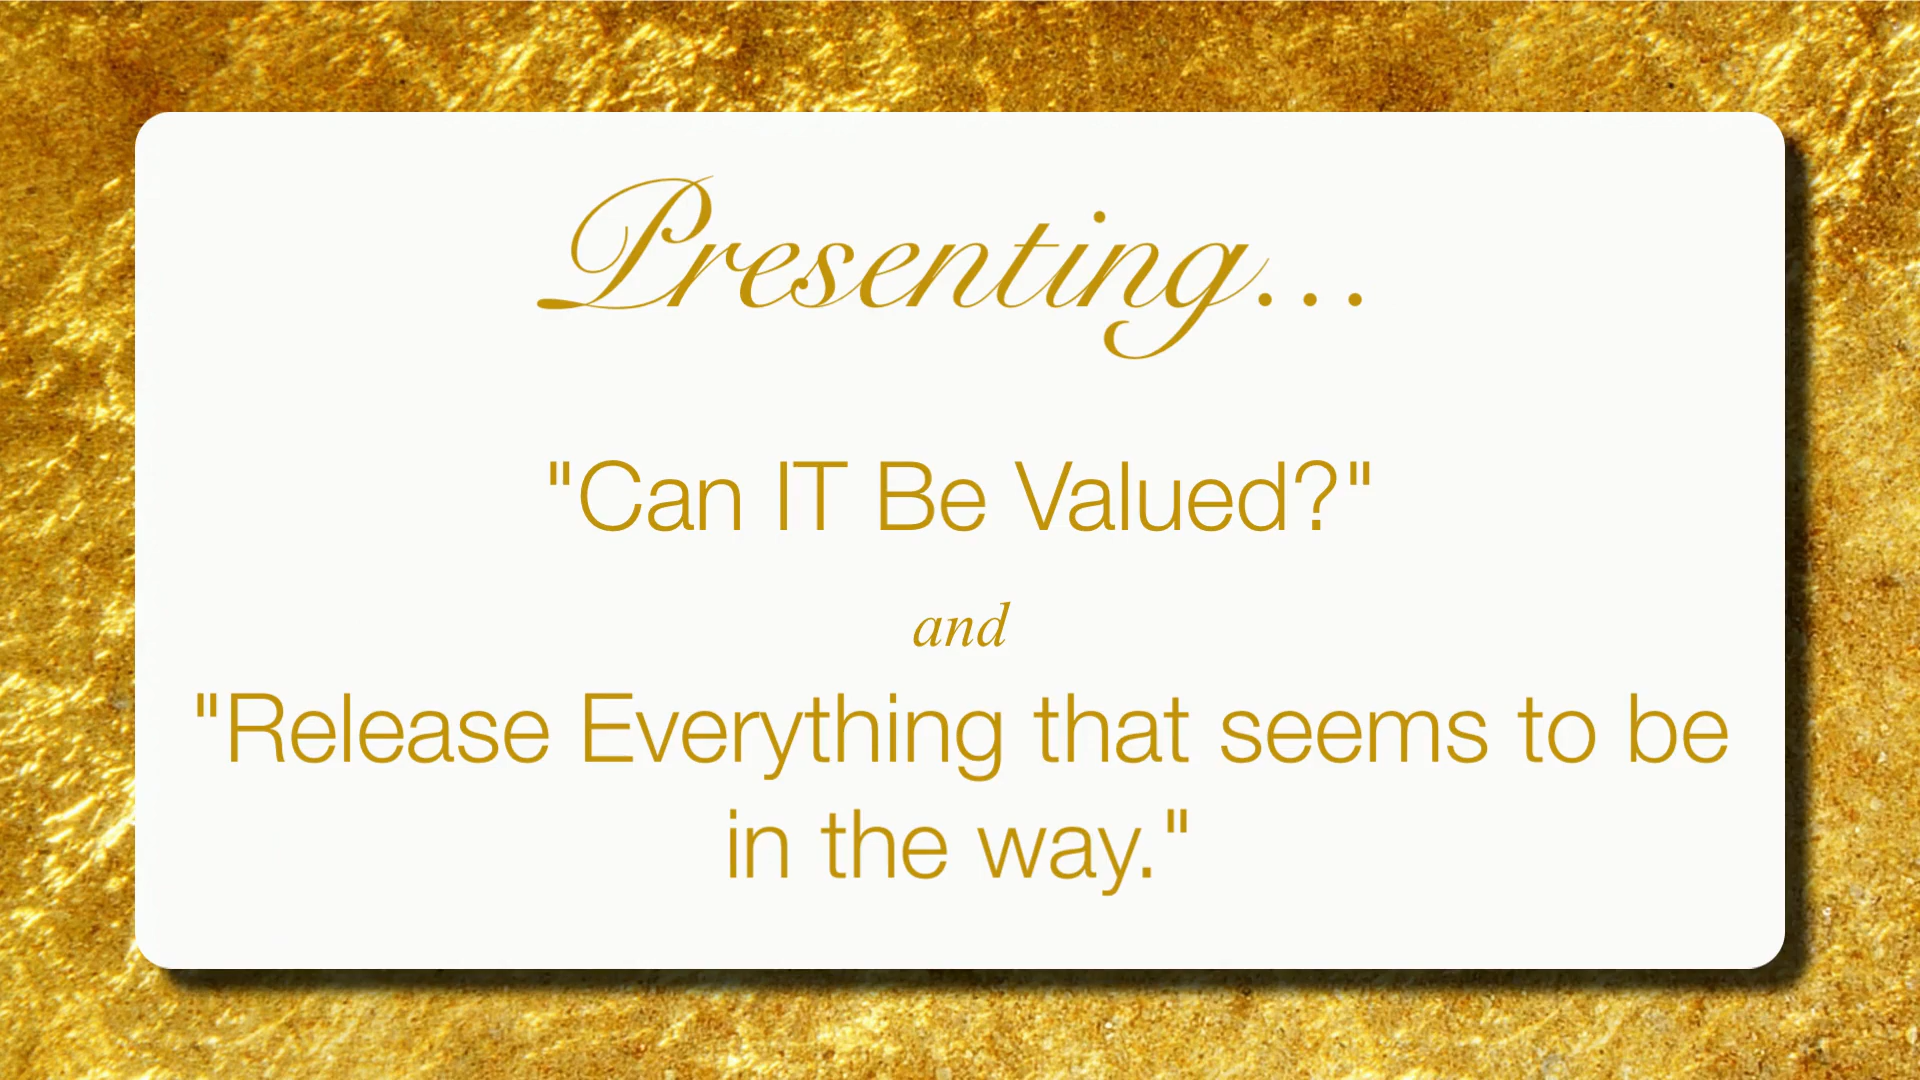 Presenting...
"Can IT Be Valued?"
and
"Release Everything that seems to be
in the way."